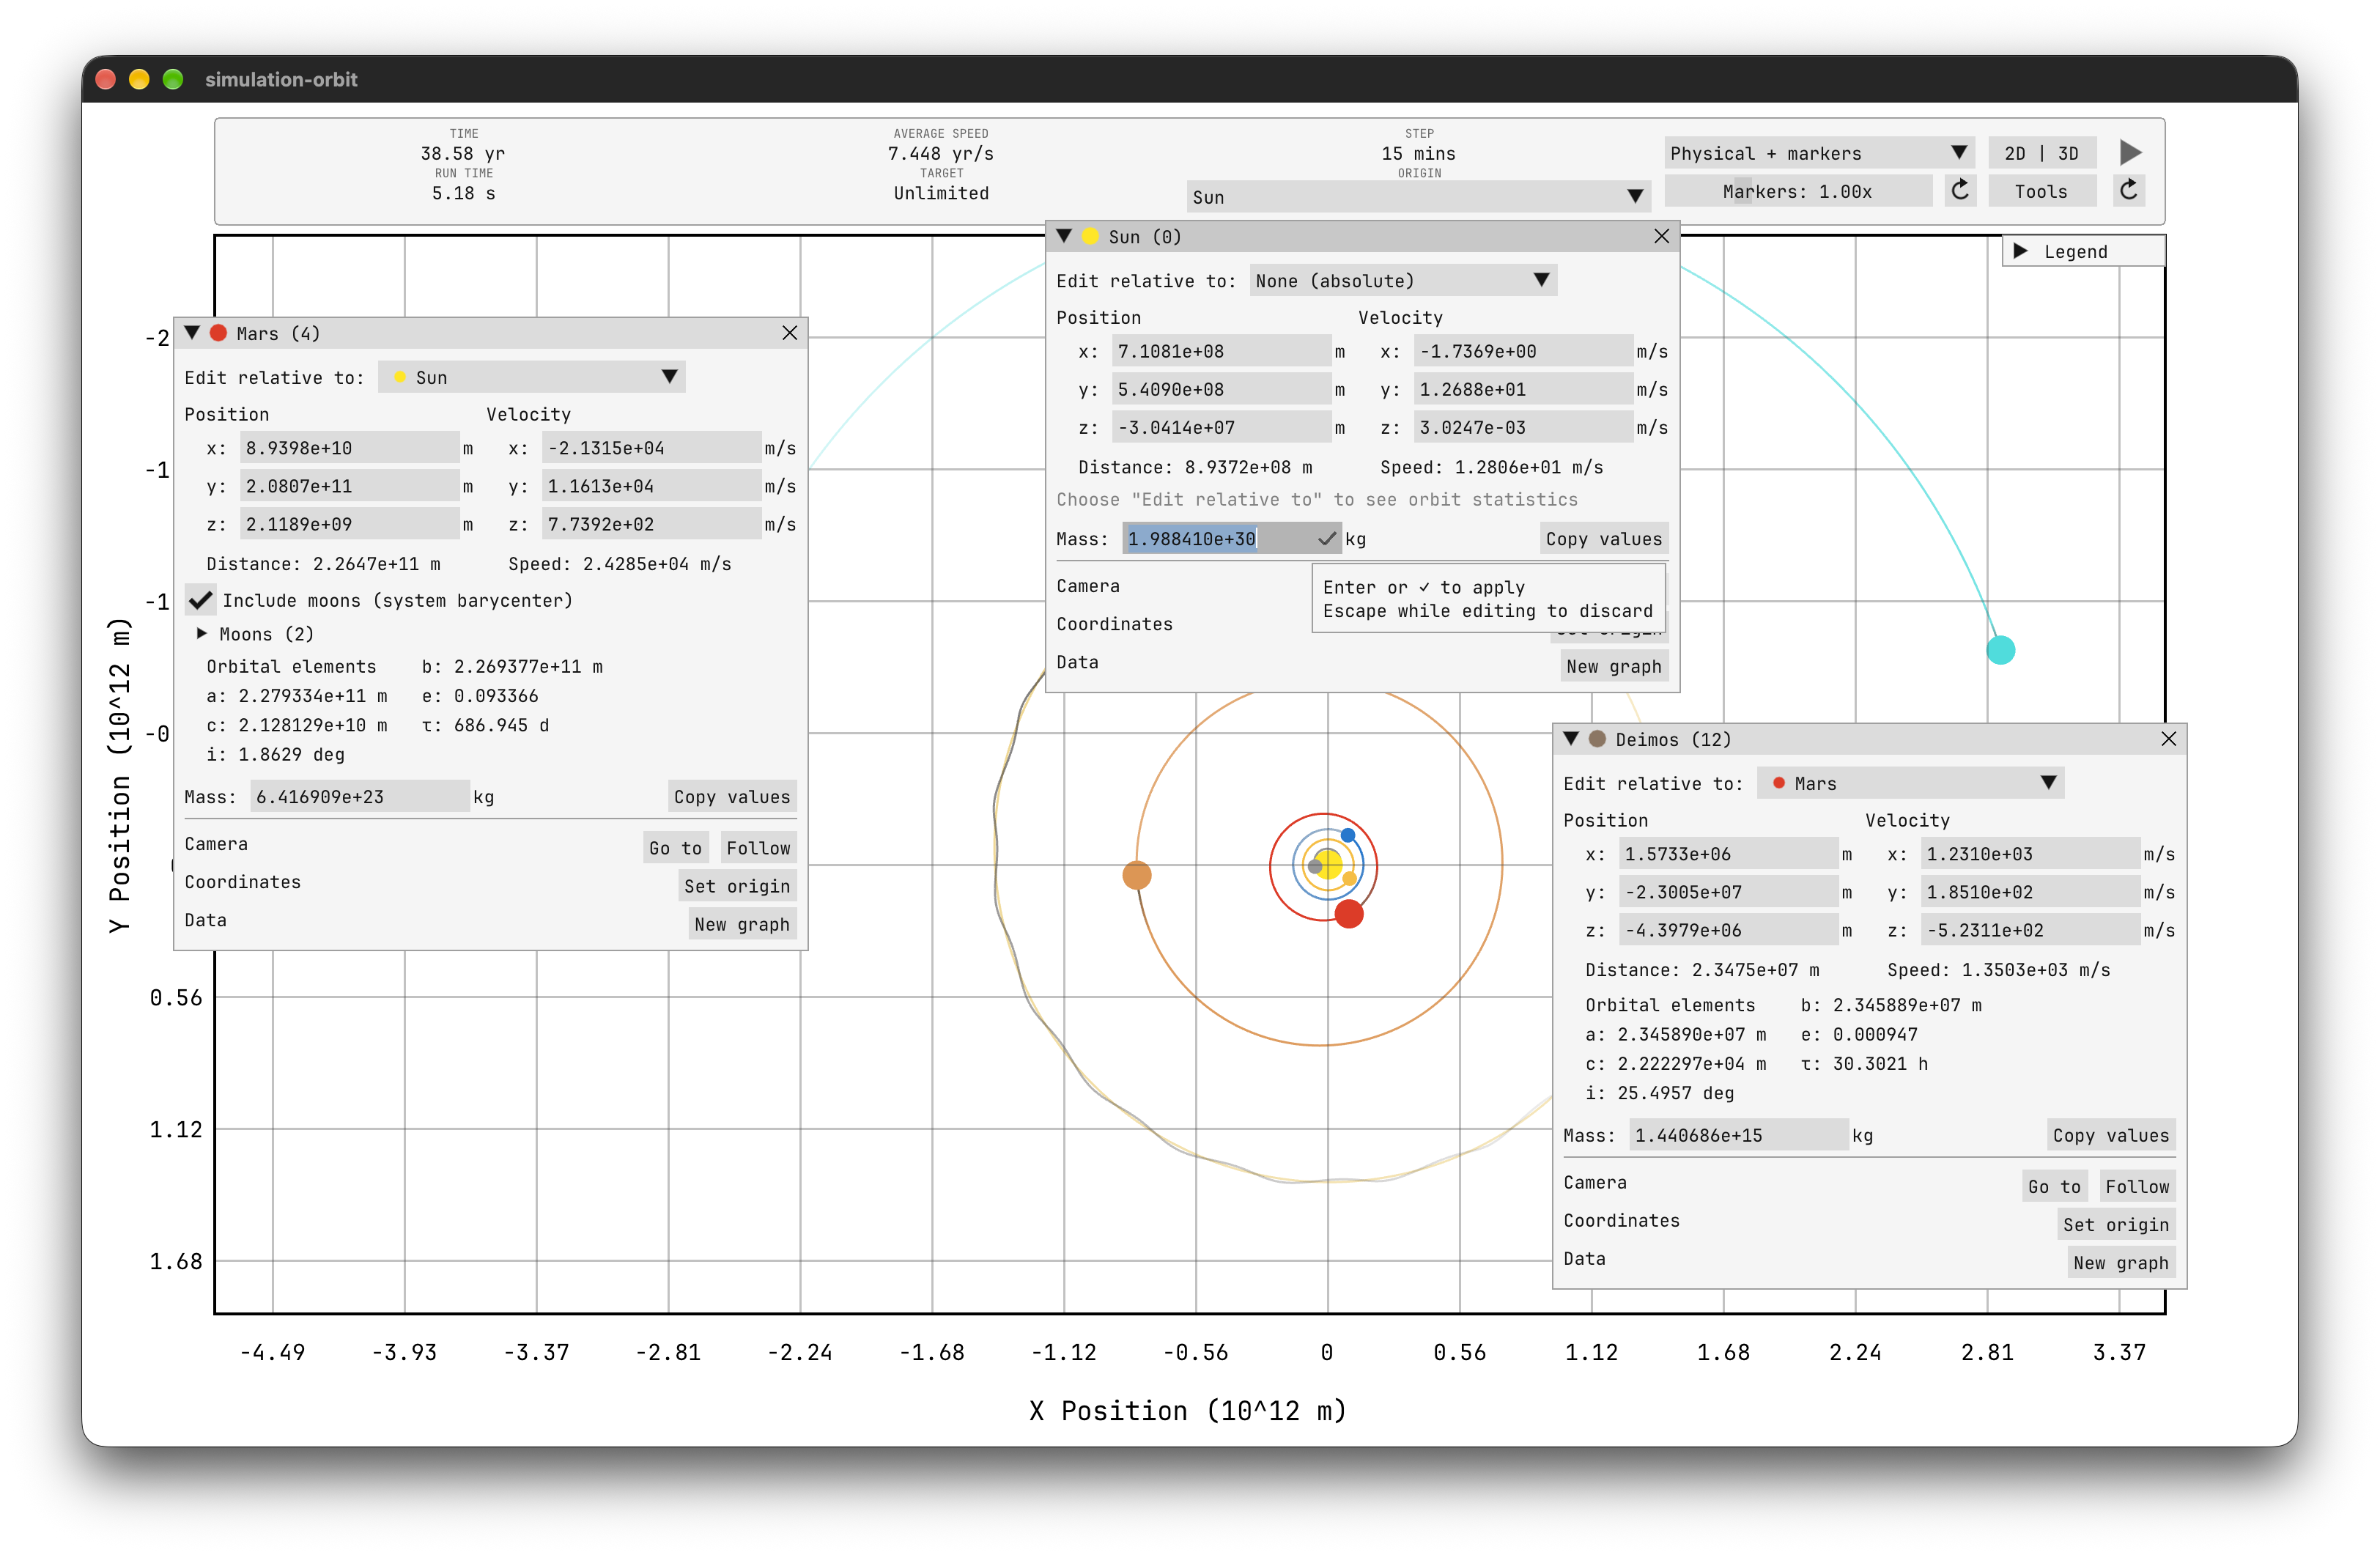 simulation-orbit
TIME
38.58 yr
RUN TIME
5.18 s
AVERAGE SPEED
7.448 yr/s
TARGET
Unlimited
STEP
15 mins
ORIGIN
Sun
Physical + markers
2D | 3D
Markers: 1.00x
Tools
Legend
Sun (0)
Edit relative to: None (absolute)
Position Velocity
x: 7.1081e+08 m x: -1.7369e+00 m/s
y: 5.4090e+08 m y: 1.2688e+01 m/s
z: -3.0414e+07 m z: 3.0247e-03 m/s
Distance: 8.9372e+08 m Speed: 1.2806e+01 m/s
Choose "Edit relative to" to see orbit statistics
Mass: 1.988410e+30 kg Copy values
Enter or ✓ to apply
Escape while editing to discard
Camera
Coordinates
Data New graph
Mars (4)
Edit relative to: Sun
Position Velocity
x: 8.9398e+10 m x: -2.1315e+04 m/s
y: 2.0807e+11 m y: 1.1613e+04 m/s
z: 2.1189e+09 m z: 7.7392e+02 m/s
Distance: 2.2647e+11 m Speed: 2.4285e+04 m/s
Include moons (system barycenter)
Moons (2)
Orbital elements b: 2.269377e+11 m
a: 2.279334e+11 m e: 0.093366
c: 2.128129e+10 m τ: 686.945 d
i: 1.8629 deg
Mass: 6.416909e+23 kg Copy values
Camera Go to Follow
Coordinates Set origin
Data New graph
Deimos (12)
Edit relative to: Mars
Position Velocity
x: 1.5733e+06 m x: 1.2310e+03 m/s
y: -2.3005e+07 m y: 1.8510e+02 m/s
z: -4.3979e+06 m z: -5.2311e+02 m/s
Distance: 2.3475e+07 m Speed: 1.3503e+03 m/s
Orbital elements b: 2.345889e+07 m
a: 2.345890e+07 m e: 0.000947
c: 2.222297e+04 m τ: 30.3021 h
i: 25.4957 deg
Mass: 1.440686e+15 kg Copy values
Camera Go to Follow
Coordinates Set origin
Data New graph
Y Position (10^12 m)
-2
-1
-1
-0
0.56
1.12
1.68
-4.49 -3.93 -3.37 -2.81 -2.24 -1.68 -1.12 -0.56 0 0.56 1.12 1.68 2.24 2.81 3.37
X Position (10^12 m)